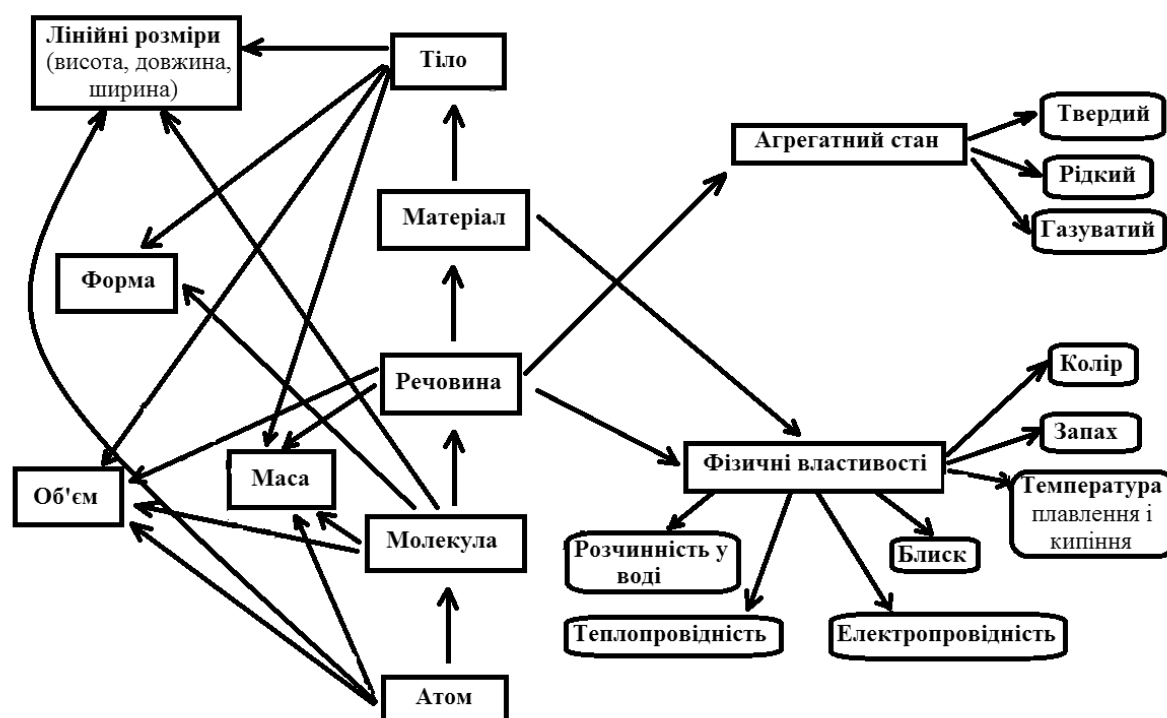 Лінійні розміри
(висота, довжина,
ширина)
Тіло
Агрегатний стан
Твердий
Рідкий
Газуватий
Матеріал
Форма
Речовина
Колір
Запах
Фізичні властивості
Температура
плавлення і
кипіння
Маса
Об'єм
Молекула
Розчинність у
воді
Блиск
Теплопровідність
Електропровідність
Атом